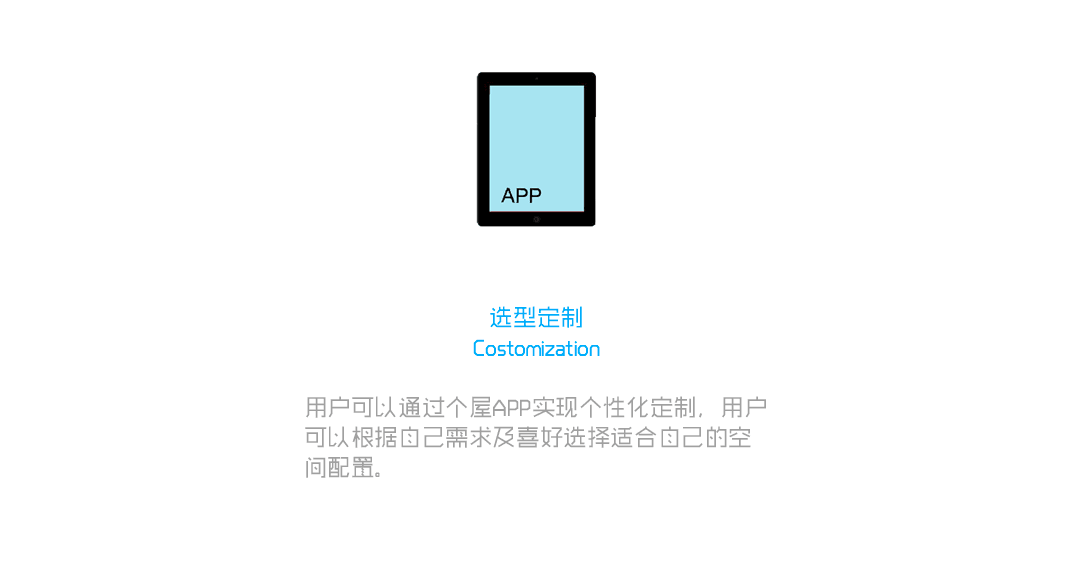 APP
选型定制
Costomization
用户可以通过个屋APP实现个性化定制，用户
可以根据自己需求及喜好选择适合自己的空
间配置。